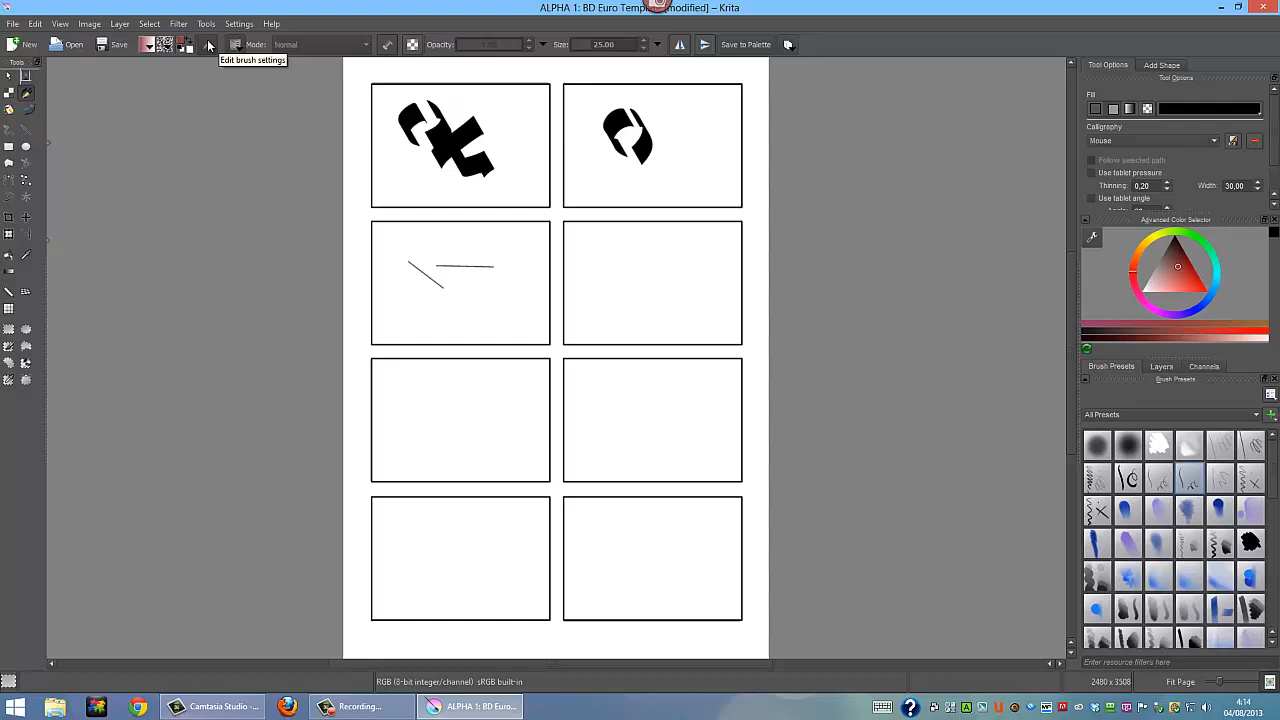 ALPHA 1: BD Euro Templ [modified] – Krita
File Edit View Image Layer Select Filter Tools Settings Help
New Open Save Mode: Normal Opacity: Size: 25.00 Save to Palette
Edit brush settings
Tools
Tool Options Add Shape
Tool Options
Fill
Calligraphy
Mouse
Follow selected path
Use tablet pressure
Thinning: 0,20 Width: 30,00
Use tablet angle
Advanced Color Selector
Brush Presets Layers Channels
Brush Presets
All Presets
Enter resource filters here
RGB (8-bit integer/channel) sRGB built-in 2480 x 3508 Fit Page
Camtasia Studio -... Recording... ALPHA 1: BD Euro...
4:14
04/08/2013